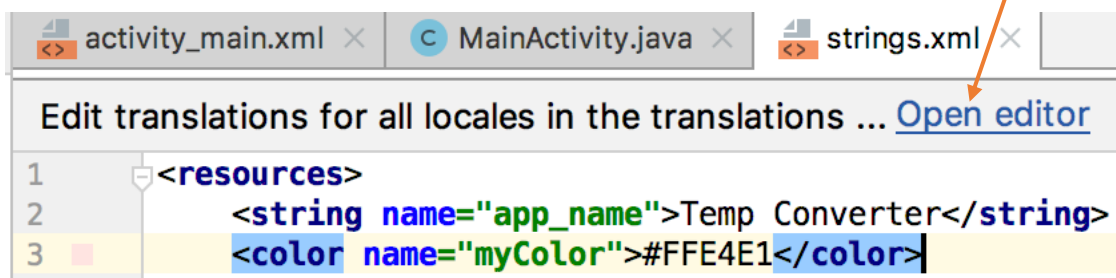 activity_main.xml MainActivity.java strings.xml
Edit translations for all locales in the translations ... Open editor
1 <resources>
2 <string name="app_name">Temp Converter</string>
3 <color name="myColor">#FFE4E1</color>